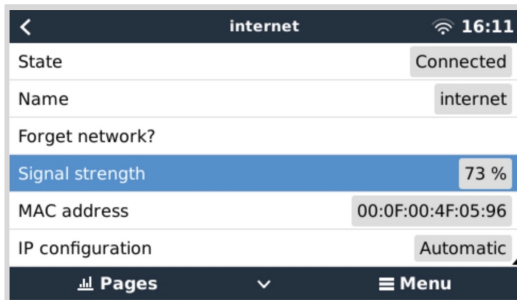 internet 16:11
State Connected
Name internet
Forget network?
Signal strength 73 %
MAC address 00:0F:00:4F:05:96
IP configuration Automatic
Pages Menu